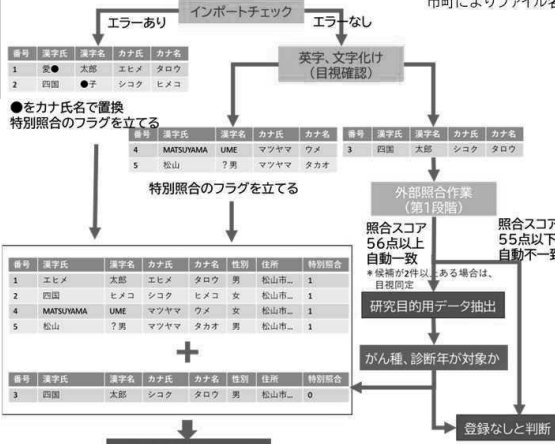 市町によりファイル名
インポートチェック
エラーあり
エラーなし
番号 漢字氏 漢字名 カナ氏 カナ名
1 愛● 太郎 エヒメ タロウ
2 四国 ●子 シコク ヒメコ
英字、文字化け
（目視確認）
●をカナ氏名で置換
特別照合のフラグを立てる
番号 漢字氏 漢字名 カナ氏 カナ名
4 MATSUYAMA UME マツヤマ ウメ
5 松山 ？男 マツヤマ タカオ
番号 漢字氏 漢字名 カナ氏 カナ名
3 四国 太郎 シコク タロウ
特別照合のフラグを立てる
外部照合作業
（第1段階）
照合スコア
56点以上
自動一致
＊候補が2件以上ある場合は、
目視同定
照合スコア
55点以下
自動不一致
番号 漢字氏 漢字名 カナ氏 カナ名 性別 住所 特別照合
1 エヒメ 太郎 エヒメ タロウ 男 松山市... 1
2 四国 ヒメコ シコク ヒメコ 女 松山市... 1
4 MATSUYAMA UME マツヤマ ウメ 女 松山市... 1
5 松山 ？男 マツヤマ タカオ 男 松山市... 1
+
番号 漢字氏 漢字名 カナ氏 カナ名 性別 住所 特別照合
3 四国 太郎 シコク タロウ 男 松山市... 0
研究目的用データ抽出
がん種、診断年が対象か
登録なしと判断